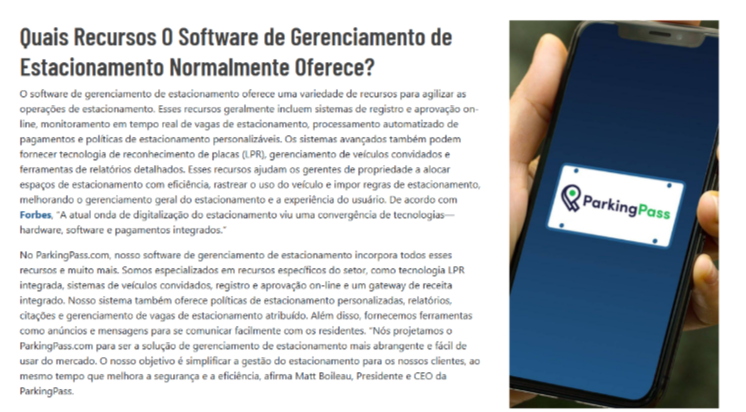 Quais Recursos O Software de Gerenciamento de
Estacionamento Normalmente Oferece?
O software de gerenciamento de estacionamento oferece uma variedade de recursos para agilizar as
operações de estacionamento. Esses recursos geralmente incluem sistemas de registro e aprovação on-
line, monitoramento em tempo real de vagas de estacionamento, processamento automatizado de
pagamentos e políticas de estacionamento personalizáveis. Os sistemas avançados também podem
fornecer tecnologia de reconhecimento de placas (LPR), gerenciamento de veículos convidados e
ferramentas de relatórios detalhados. Esses recursos ajudam os gerentes de propriedade a alocar
espaços de estacionamento com eficiência, rastrear o uso do veículo e impor regras de estacionamento,
melhorando o gerenciamento geral do estacionamento e a experiência do usuário. De acordo com
Forbes, “A atual onda de digitalização do estacionamento viu uma convergência de tecnologias—
hardware, software e pagamentos integrados.”
No ParkingPass.com, nosso software de gerenciamento de estacionamento incorpora todos esses
recursos e muito mais. Somos especializados em recursos específicos do setor, como tecnologia LPR
integrada, sistemas de veículos convidados, registro e aprovação on-line e um gateway de receita
integrado. Nosso sistema também oferece políticas de estacionamento personalizadas, relatórios,
citações e gerenciamento de vagas de estacionamento atribuído. Além disso, fornecemos ferramentas
como anúncios e mensagens para se comunicar facilmente com os residentes. “Nós projetamos o
ParkingPass.com para ser a solução de gerenciamento de estacionamento mais abrangente e fácil de
usar do mercado. O nosso objetivo é simplificar a gestão do estacionamento para os nossos clientes, ao
mesmo tempo que melhora a segurança e a eficiência, afirma Matt Boileau, Presidente e CEO da
ParkingPass.
ParkingPass